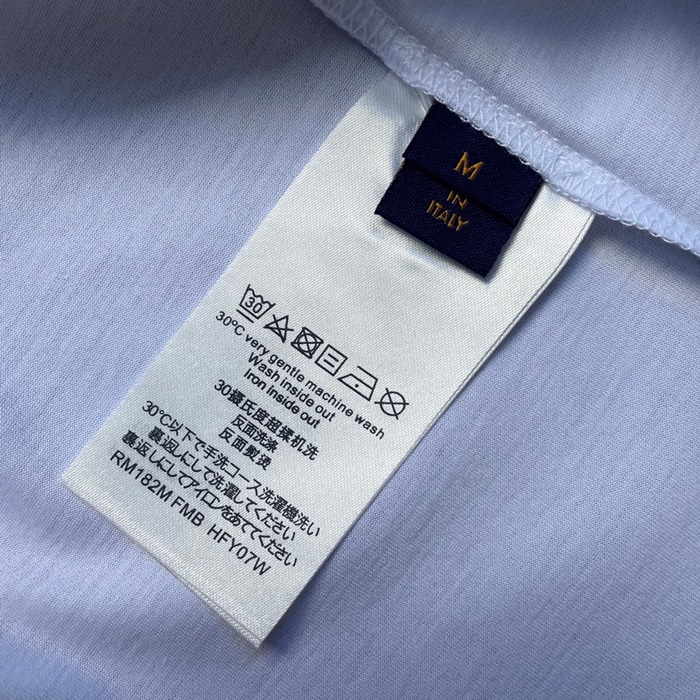 M
IN
ITALY
30
30°C very gentle machine wash
Wash inside out
Iron Inside out
30摄氏度超揉机洗
反面洗涤
反面熨烫
30°C以下で手洗コース洗濯機洗い
裏返しにして洗濯してください
裏返しにしてアイロンをあててください
RM182M FMB HFY07W